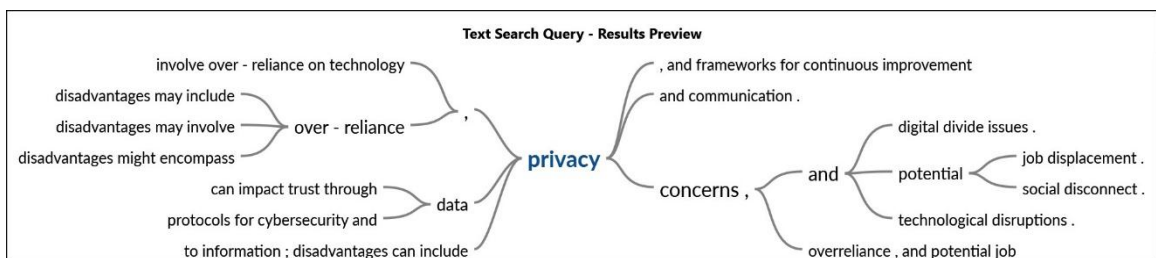 Text Search Query - Results Preview
involve over - reliance on technology
disadvantages may include
disadvantages may involve
disadvantages might encompass
over - reliance
,
can impact trust through
protocols for cybersecurity and
data
to information ; disadvantages can include
privacy
, and frameworks for continuous improvement
and communication .
concerns ,
and
digital divide issues .
potential
job displacement .
social disconnect .
technological disruptions .
overreliance , and potential job